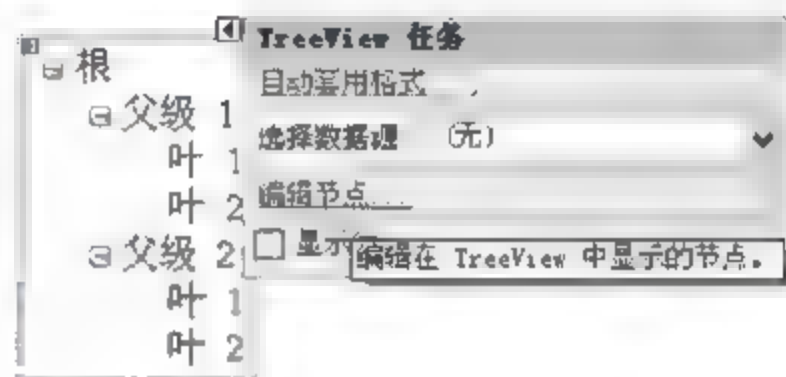 根
父级 1
叶 1
叶 2
父级 2
叶 1
叶 2
TreeView 任务
自动套用格式...
选择数据源 (无)
编辑节点...
显示
编辑在 TreeView 中显示的节点。